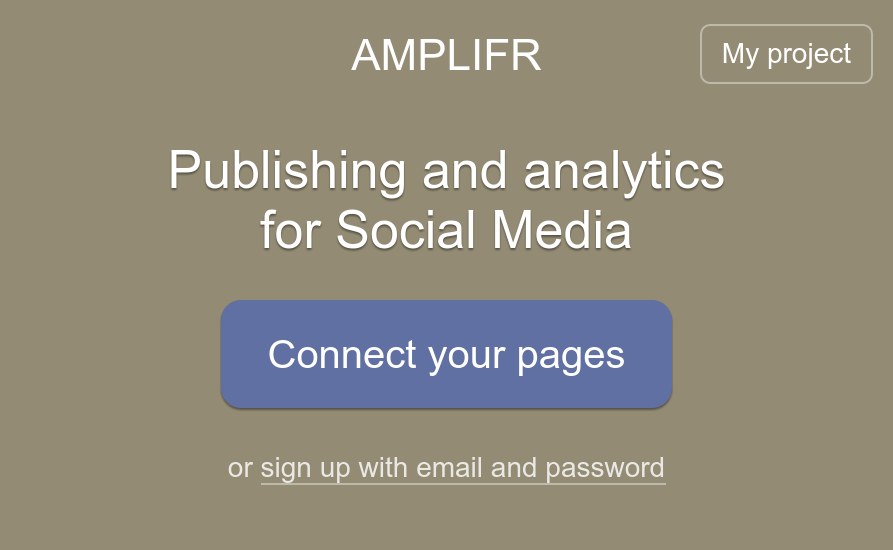 AMPLIFR
My project
Publishing and analytics
for Social Media
Connect your pages
or sign up with email and password